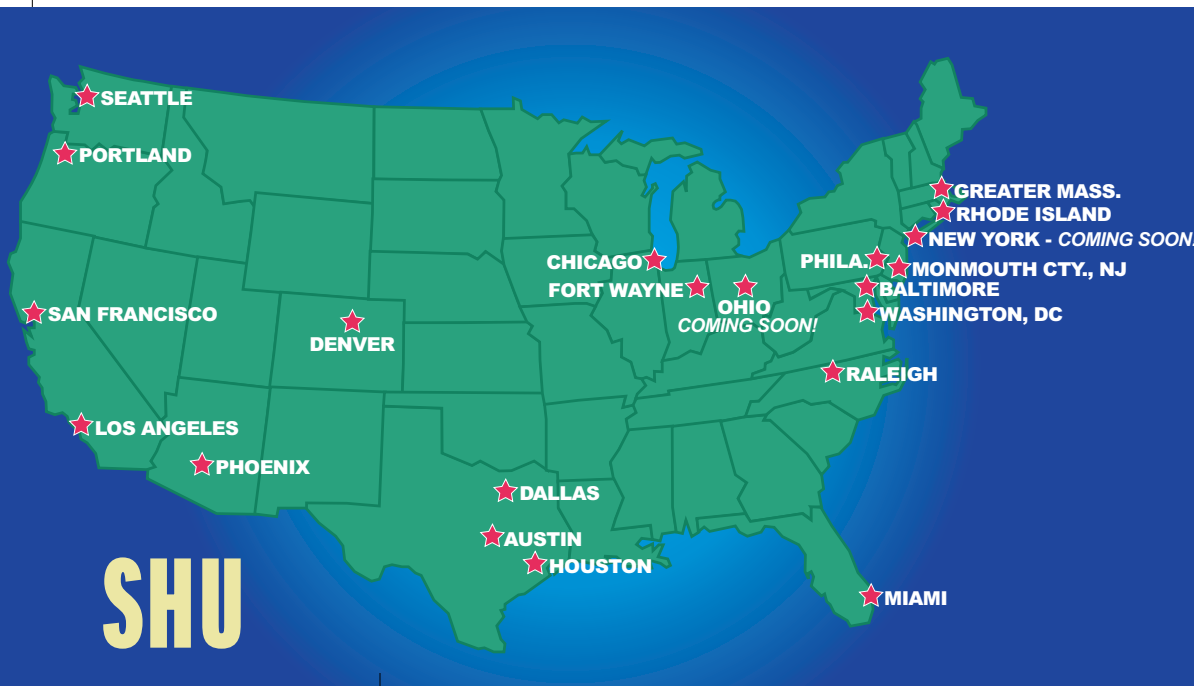 SEATTLE
PORTLAND
GREATER MASS.
RHODE ISLAND
NEW YORK - COMING SOON!
CHICAGO
PHILA.
MONMOUTH CTY., NJ
FORT WAYNE
BALTIMORE
OHIO
COMING SOON!
SAN FRANCISCO
WASHINGTON, DC
DENVER
RALEIGH
LOS ANGELES
PHOENIX
DALLAS
AUSTIN
HOUSTON
MIAMI
SHU